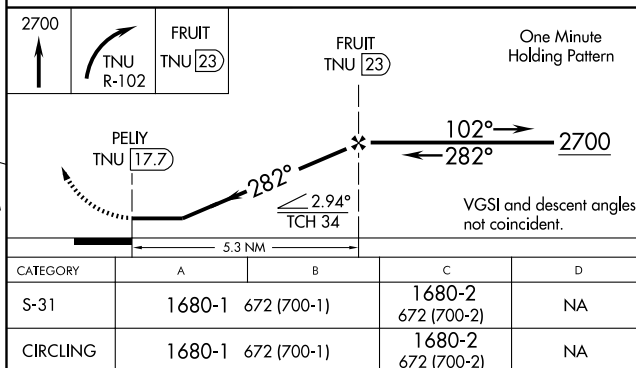 2700
TNU
R-102
FRUIT
TNU 23
FRUIT
TNU 23
One Minute
Holding Pattern
PELIY
TNU 17.7
102°
282°
2700
282°
2.94°
TCH 34
VGSI and descent angles
not coincident.
5.3 NM
CATEGORY A B C D
S-31 1680-1 672 (700-1) 1680-2 672 (700-2) NA
CIRCLING 1680-1 672 (700-1) 1680-2 672 (700-2) NA